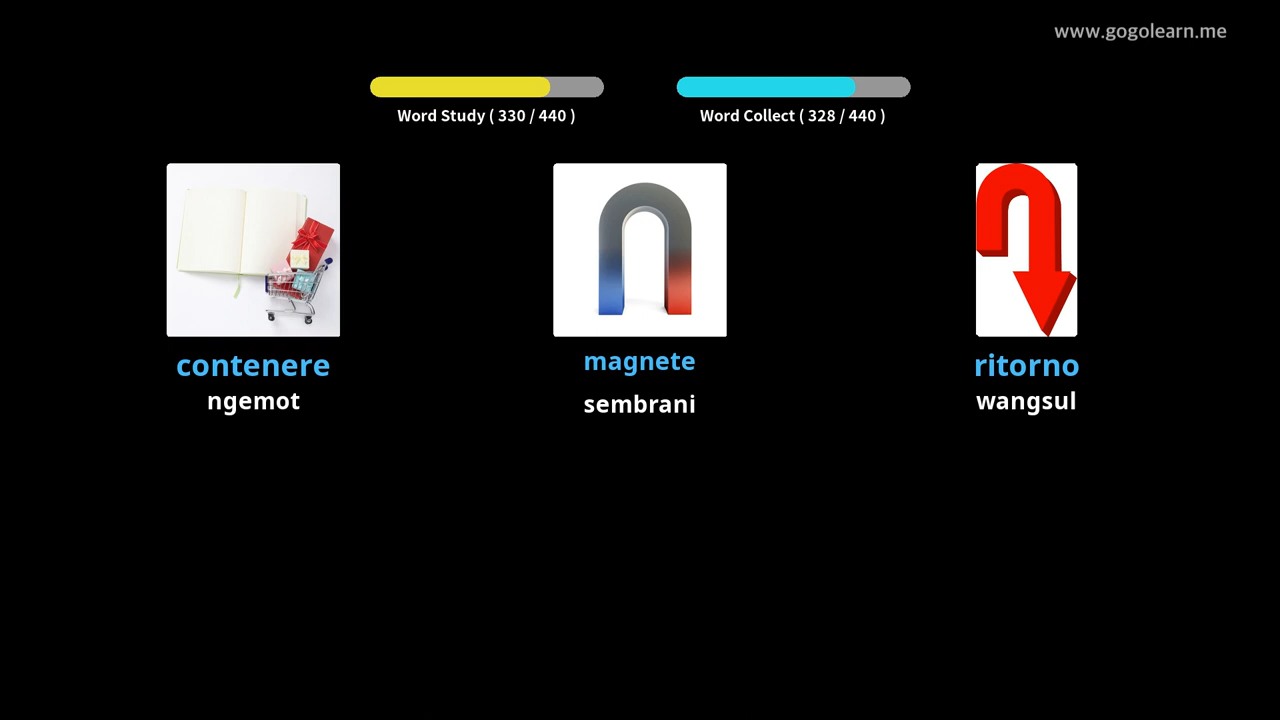 www.gogolearn.me
Word Study ( 330 / 440 )
Word Collect ( 328 / 440 )
contenere
ngemot
magnete
sembrani
ritorno
wangsul